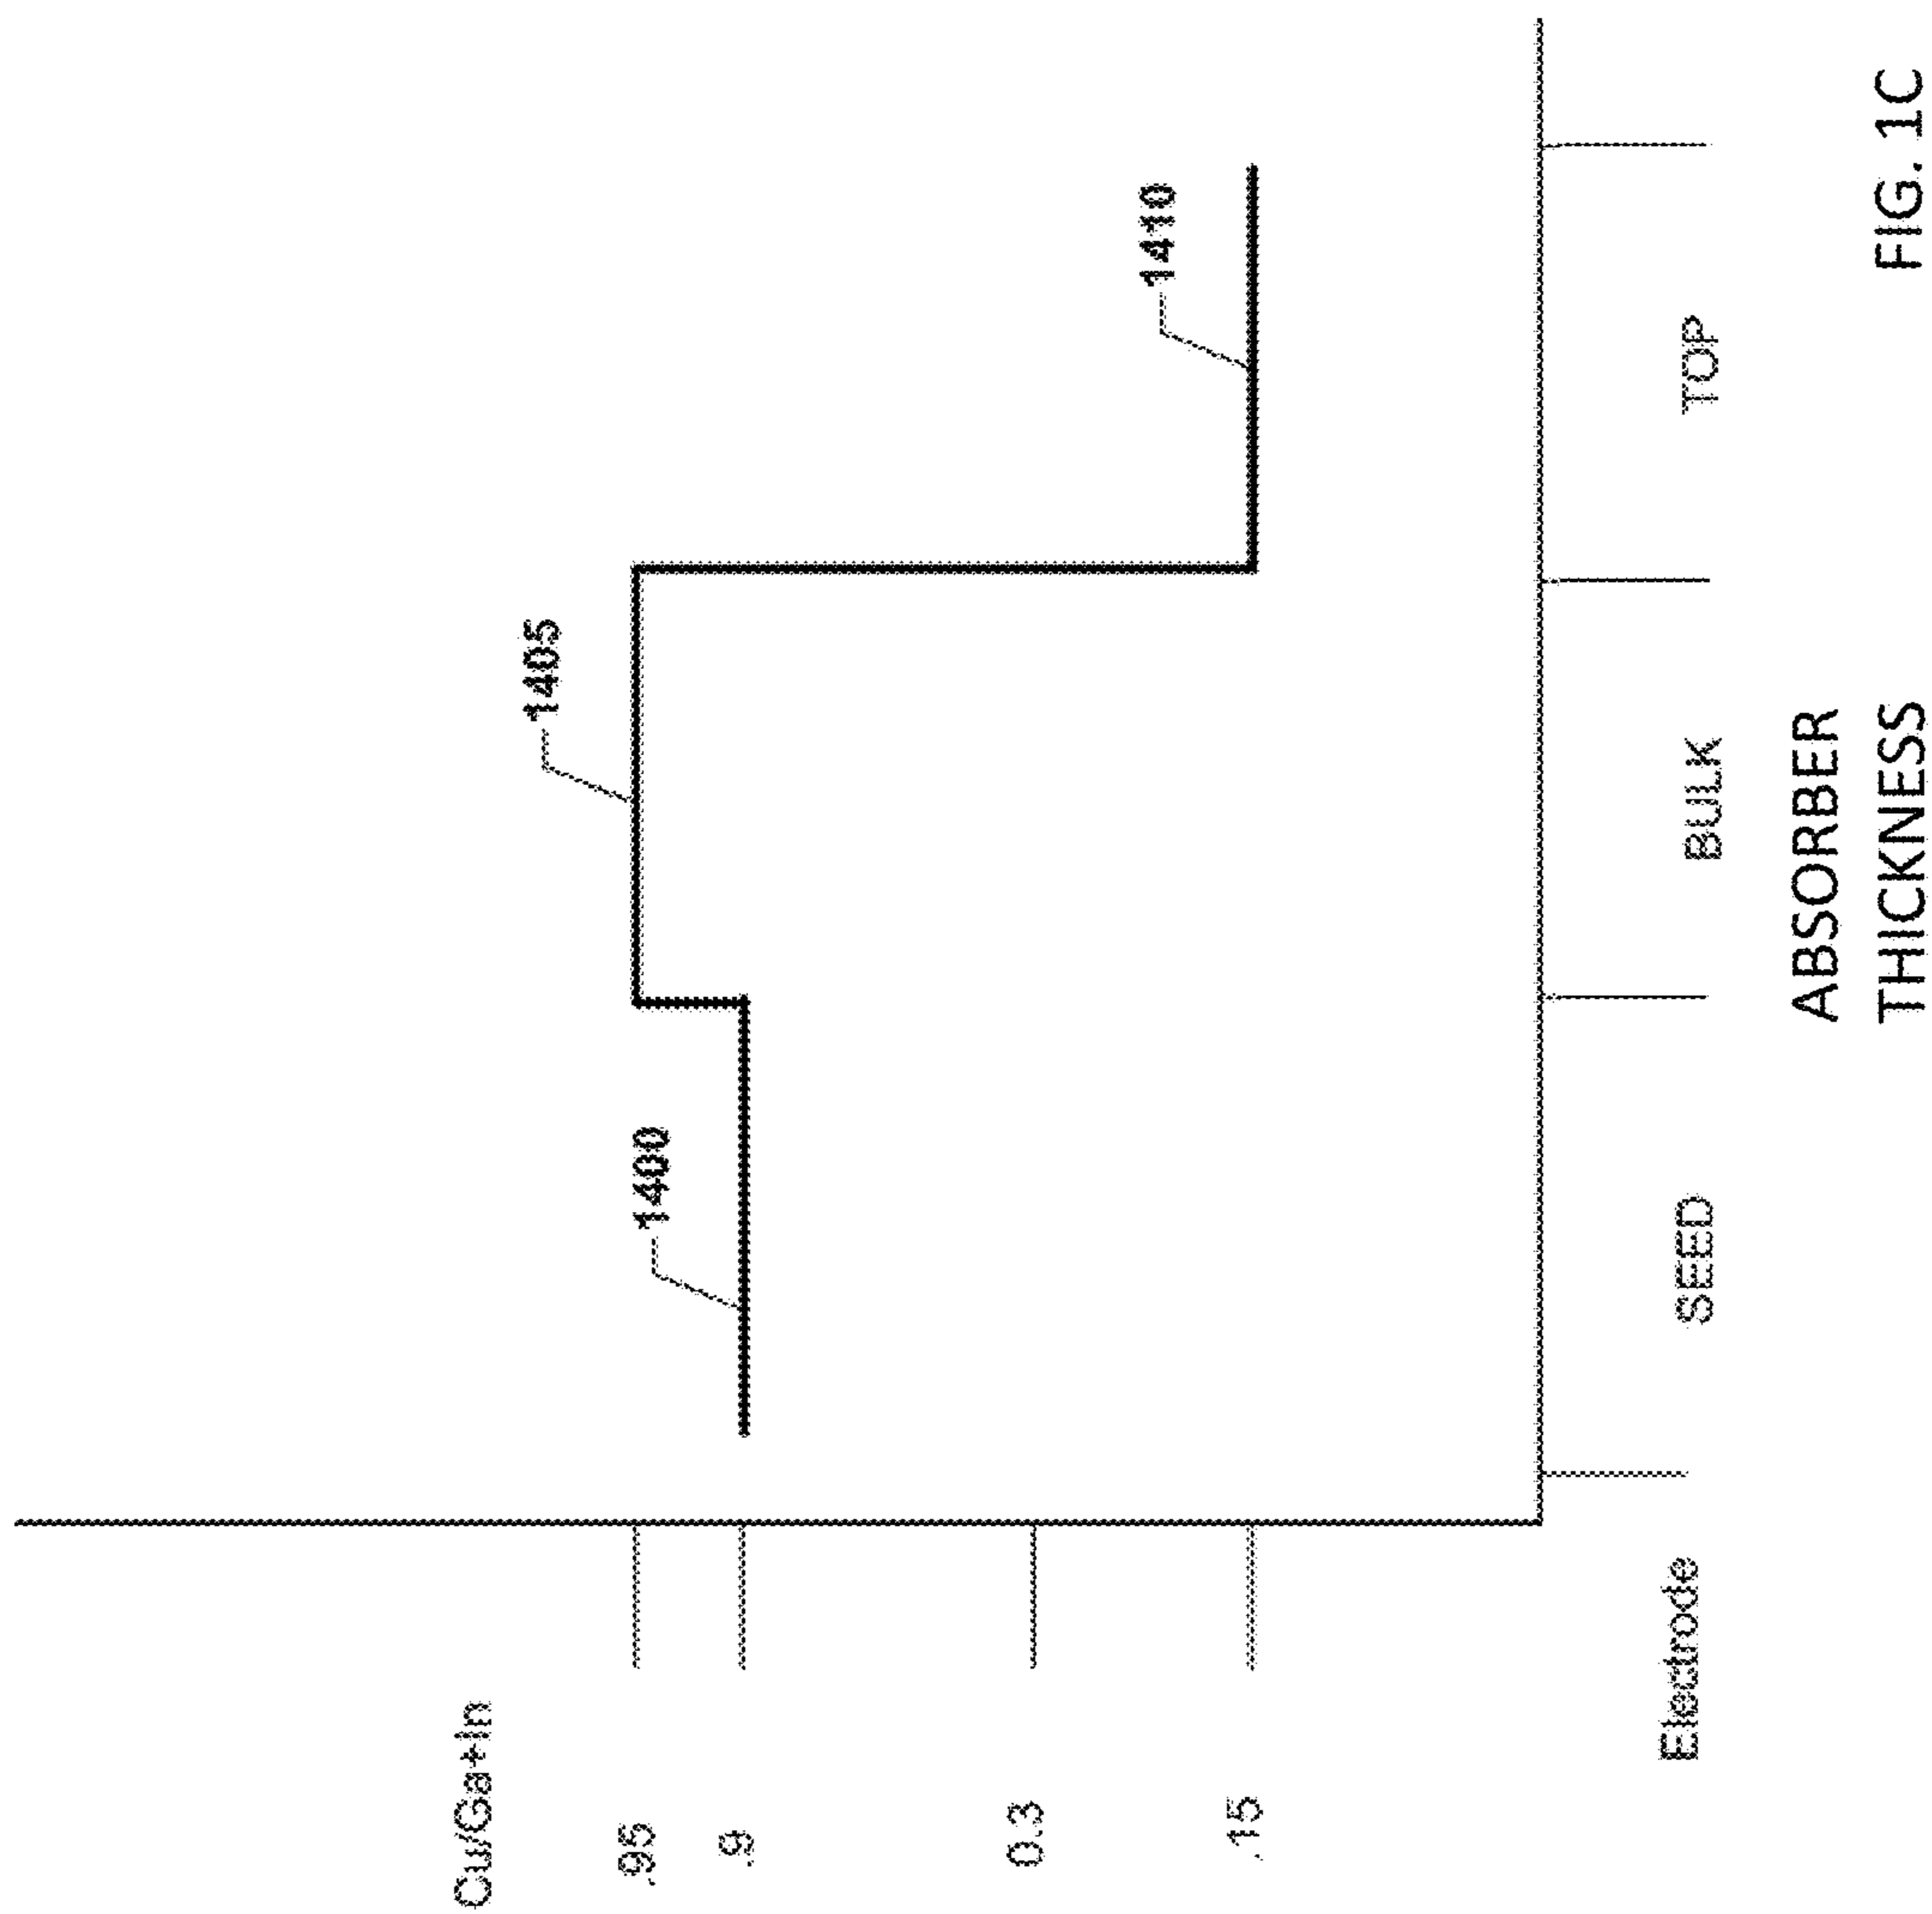 Cu/Ga+In
.95
.9
0.3
.15
1400
1405
1410
Electrode
SEED
BULK
TOP
ABSORBER
THICKNESS
FIG. 1C